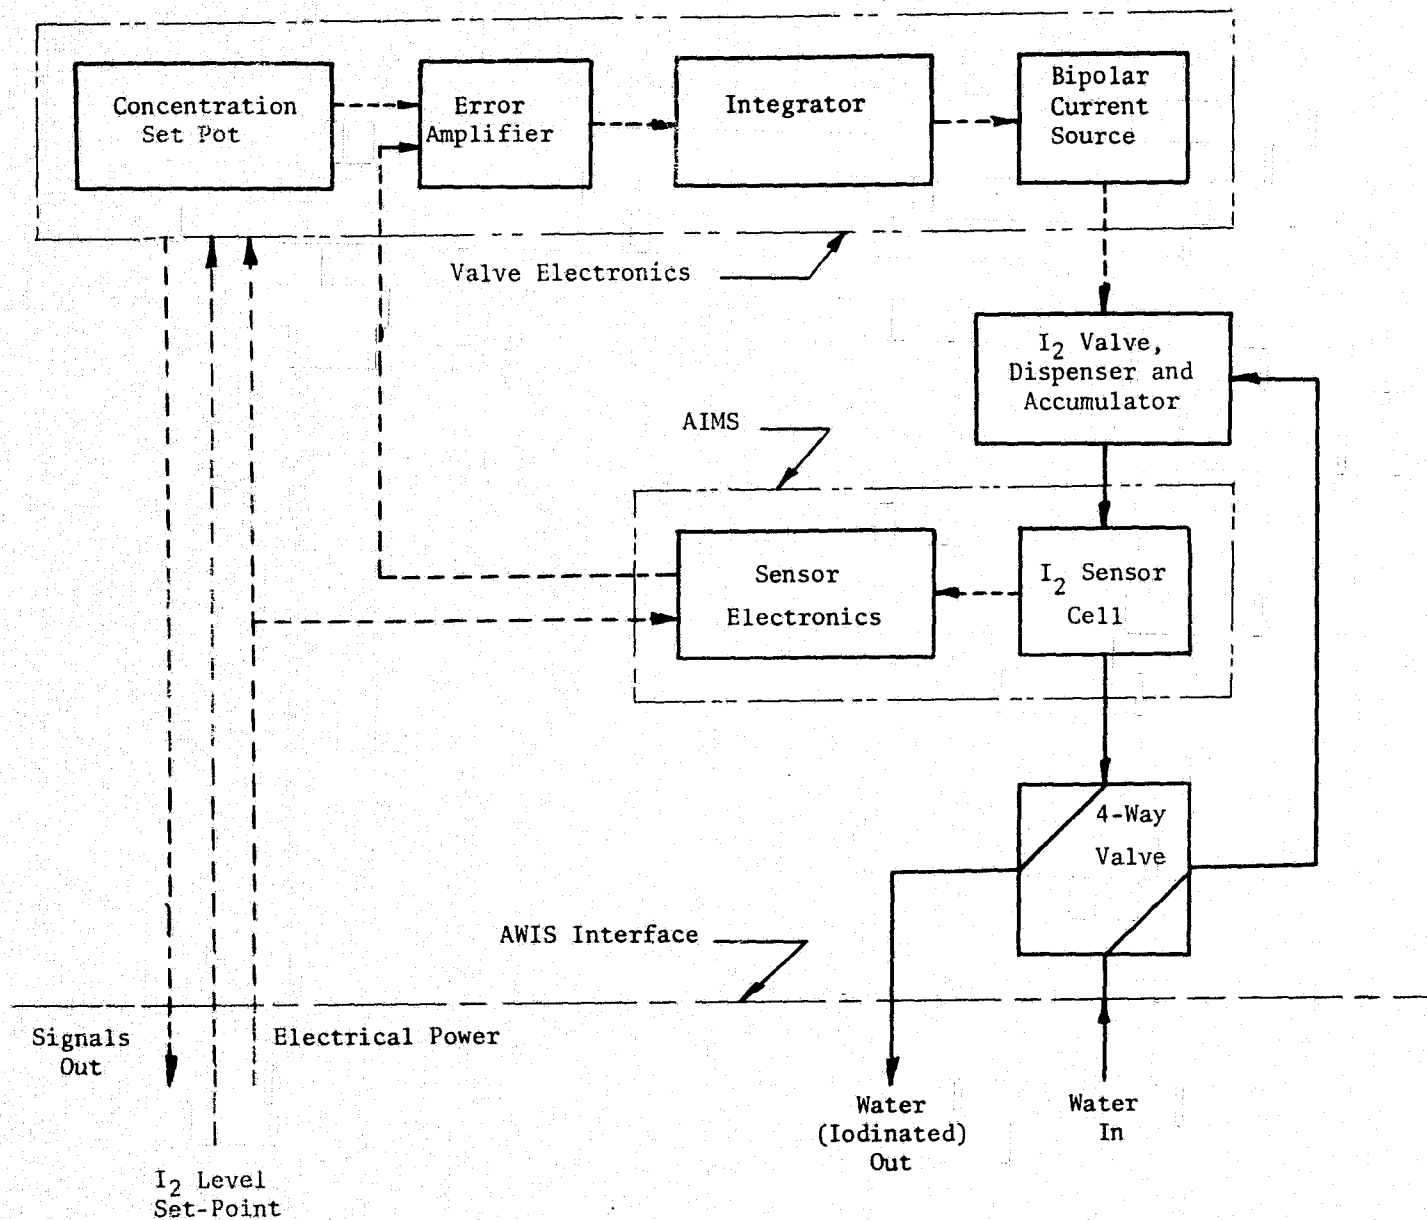 Concentration
Set Pot
Error
Amplifier
Integrator
Bipolar
Current
Source
Valve Electronics
I2 Valve,
Dispenser and
Accumulator
AIMS
Sensor
Electronics
I2 Sensor
Cell
4-Way
Valve
AWIS Interface
Signals
Out
Electrical Power
Water
(Iodinated)
Out
Water
In
I2 Level
Set-Point